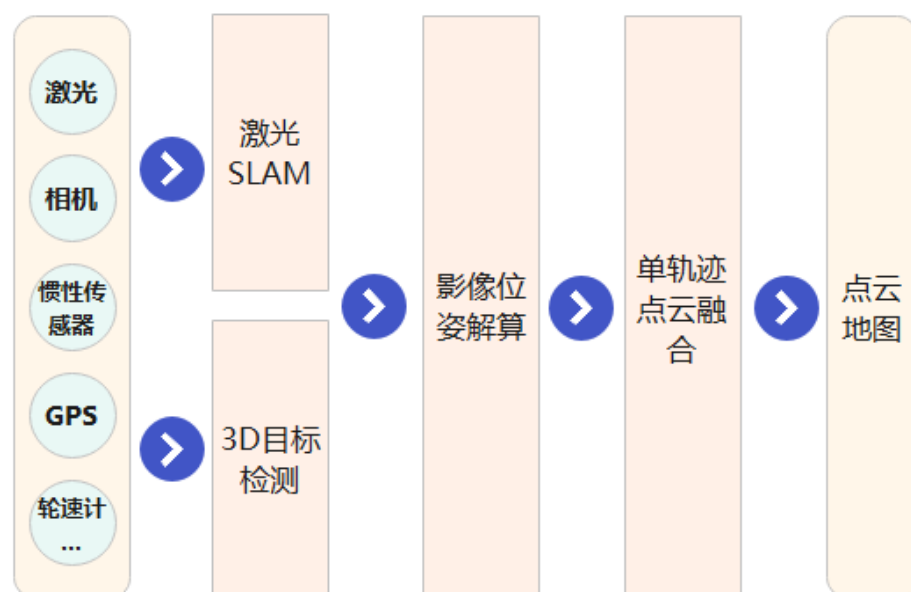 激光
相机
惯性传
感器
GPS
轮速计
...
激光
SLAM
3D目标
检测
影像位
姿解算
单轨迹
点云融
合
点云
地图